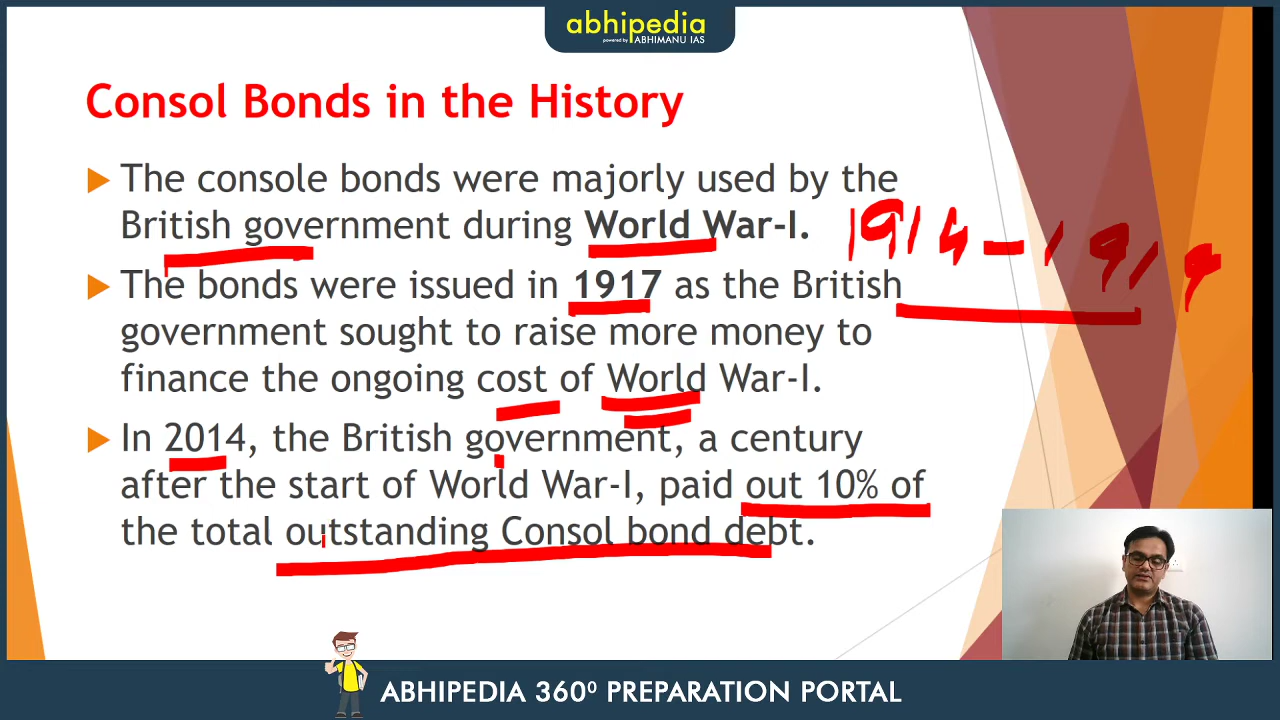 abhipedia
powered by ABHIMANU IAS
Consol Bonds in the History
The console bonds were majorly used by the
British government during World War-I.
1914-1919
The bonds were issued in 1917 as the British
government sought to raise more money to
finance the ongoing cost of World War-I.
In 2014, the British government, a century
after the start of World War-I, paid out 10% of
the total outstanding Consol bond debt.
ABHIPEDIA 360⁰ PREPARATION PORTAL